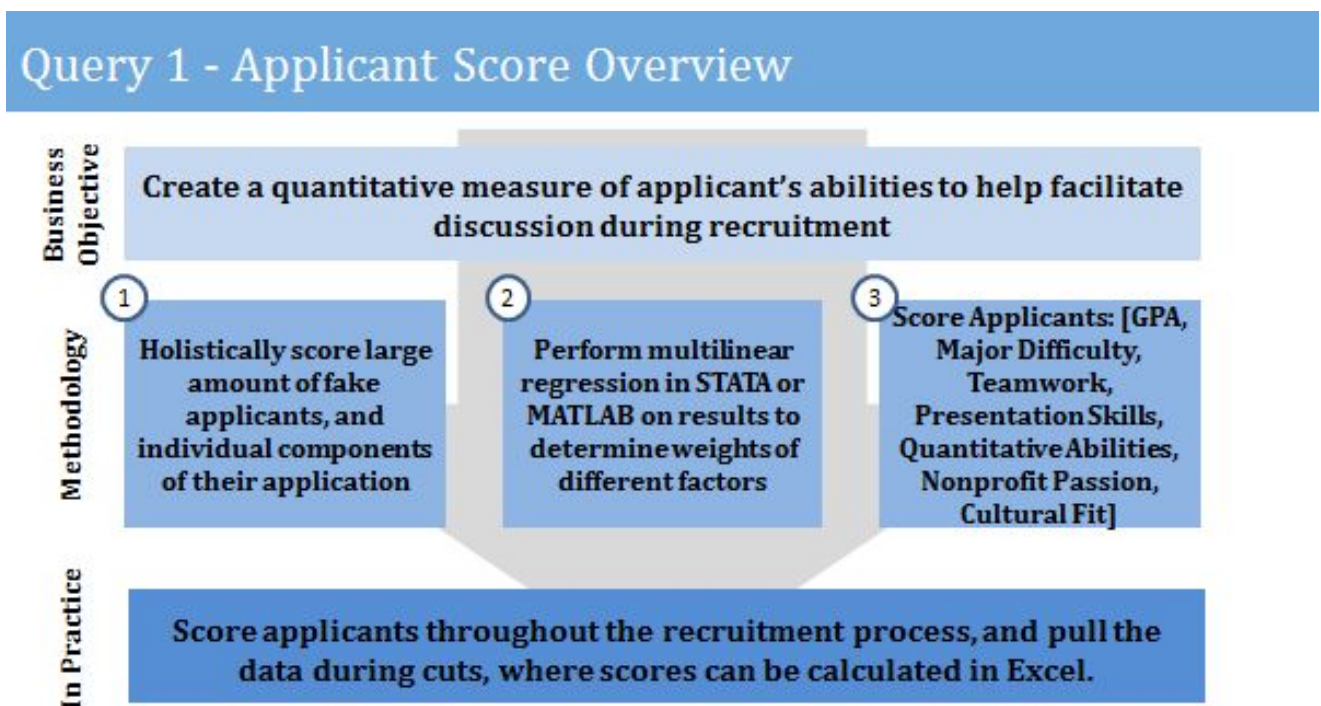 Query 1 - Applicant Score Overview
Business
Objective
Create a quantitative measure of applicant's abilities to help facilitate
discussion during recruitment
Methodology
1
Holistically score large
amount of fake
applicants, and
individual components
of their application
2
Perform multilinear
regression in STATA or
MATLAB on results to
determine weights of
different factors
3
Score Applicants: [GPA,
Major Difficulty,
Teamwork,
Presentation Skills,
Quantitative Abilities,
Nonprofit Passion,
Cultural Fit]
In Practice
Score applicants throughout the recruitment process, and pull the
data during cuts, where scores can be calculated in Excel.